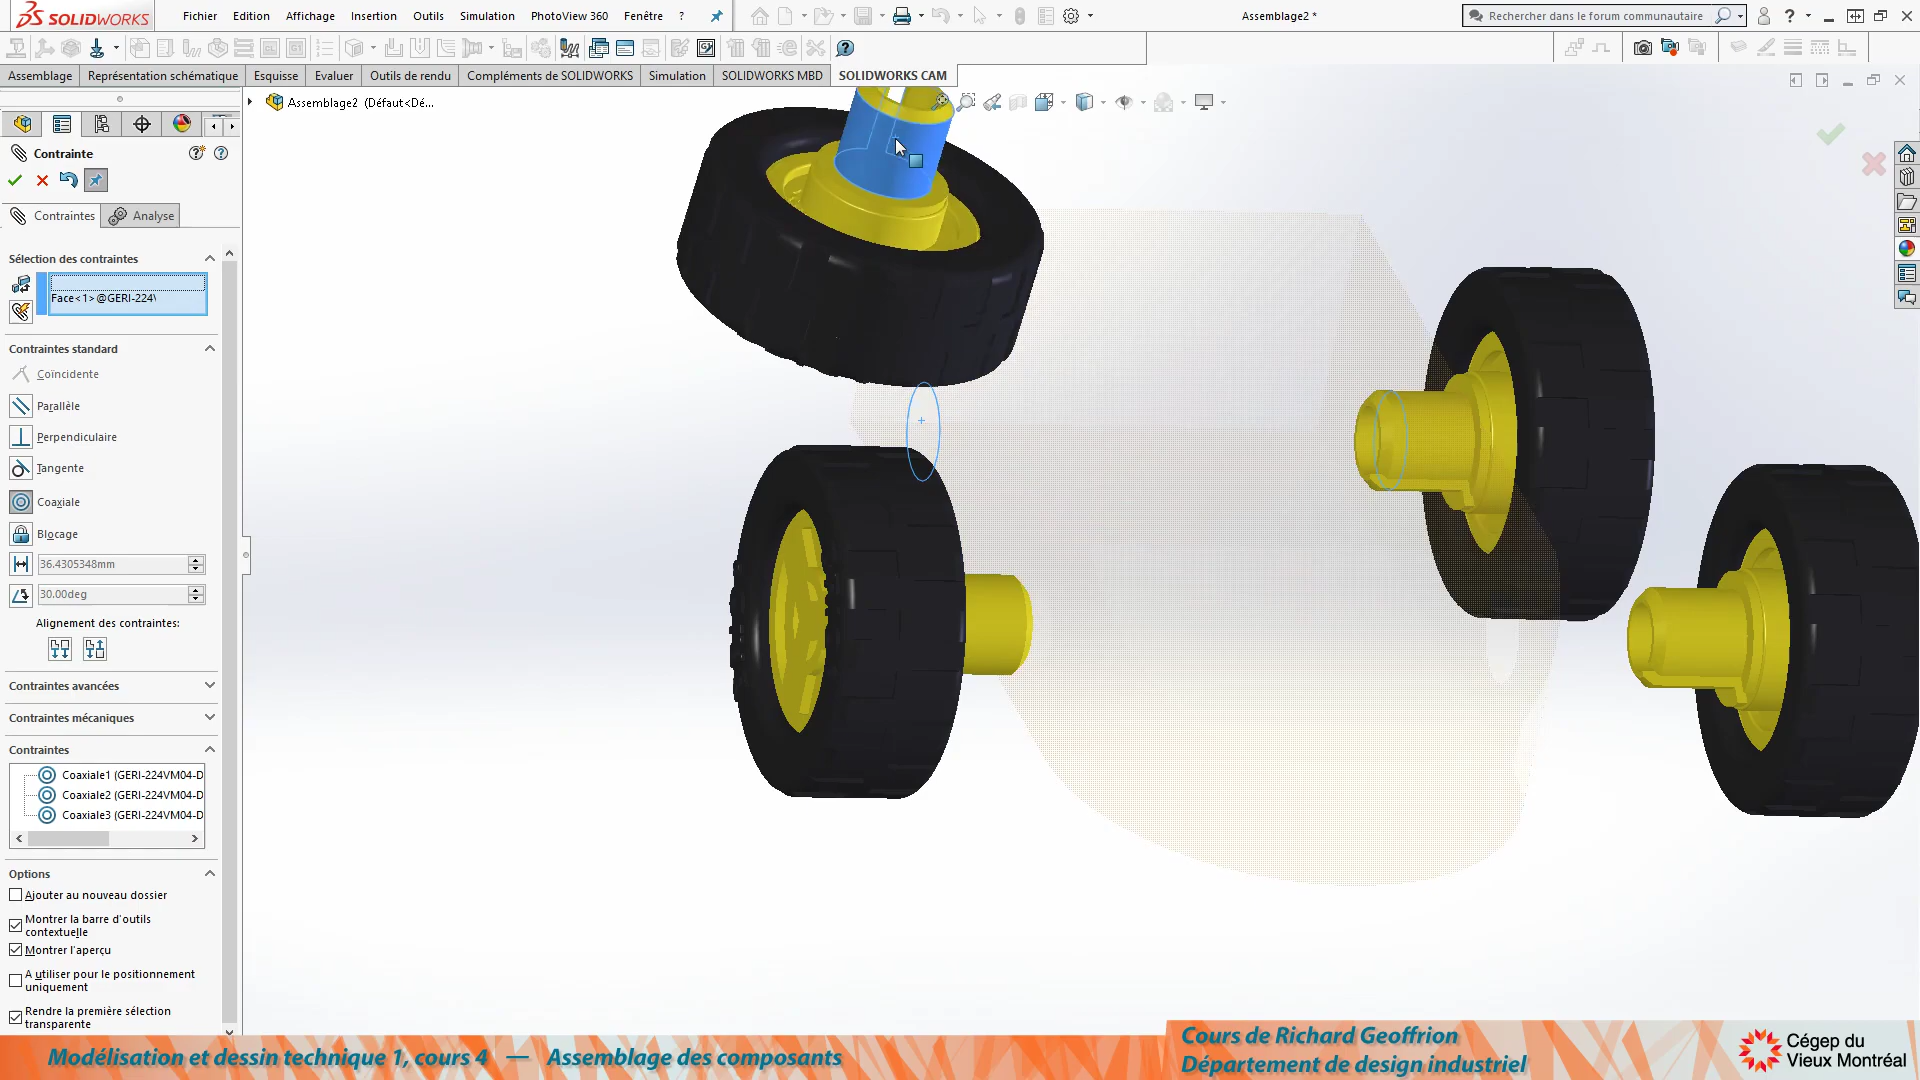 SOLIDWORKS
Fichier Edition Affichage Insertion Outils Simulation PhotoView 360 Fenêtre ?
Assemblage2 *
Rechercher dans le forum communautaire
Assemblage Représentation schématique Esquisse Evaluer Outils de rendu Compléments de SOLIDWORKS Simulation SOLIDWORKS MBD SOLIDWORKS CAM
Assemblage2 (Défaut<Dé...
Contrainte
Contraintes Analyse
Sélection des contraintes
Face<1>@GERI-224\
Contraintes standard
Coïncidente
Parallèle
Perpendiculaire
Tangente
Coaxiale
Blocage
36.4305348mm
30.00deg
Alignement des contraintes:
Contraintes avancées
Contraintes mécaniques
Contraintes
Coaxiale1 (GERI-224VM04-D
Coaxiale2 (GERI-224VM04-D
Coaxiale3 (GERI-224VM04-D
Options
Ajouter au nouveau dossier
Montrer la barre d'outils
contextuelle
Montrer l'aperçu
A utiliser pour le positionnement
uniquement
Rendre la première sélection
transparente
Modélisation et dessin technique 1, cours 4 — Assemblage des composants
Cours de Richard Geoffrion
Département de design industriel
Cégep du
Vieux Montréal